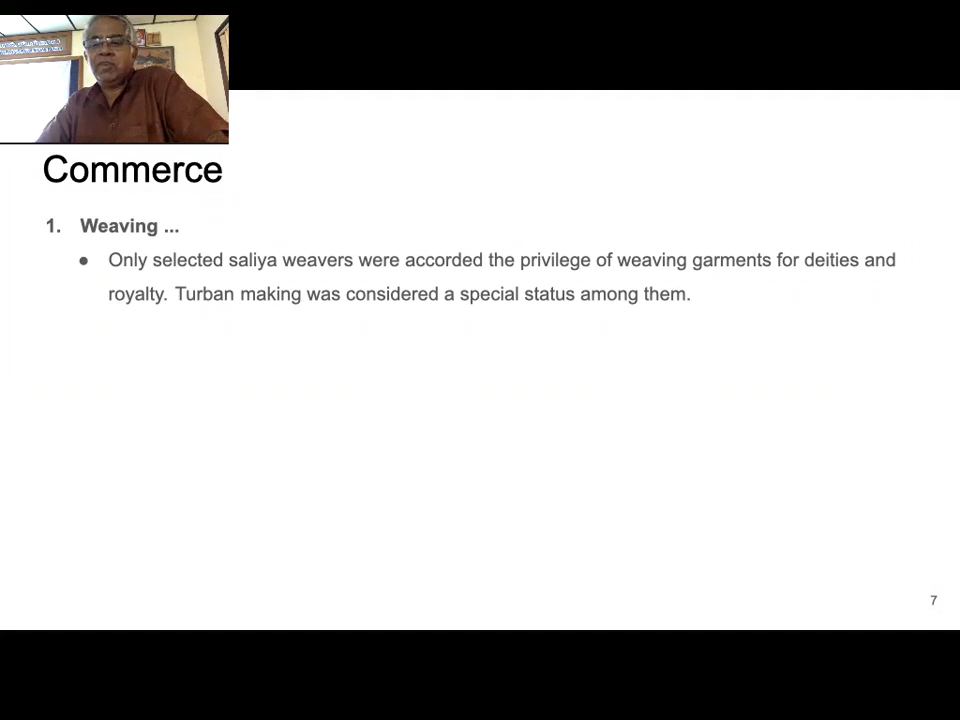 Commerce
1. Weaving ...
● Only selected saliya weavers were accorded the privilege of weaving garments for deities and
royalty. Turban making was considered a special status among them.
7